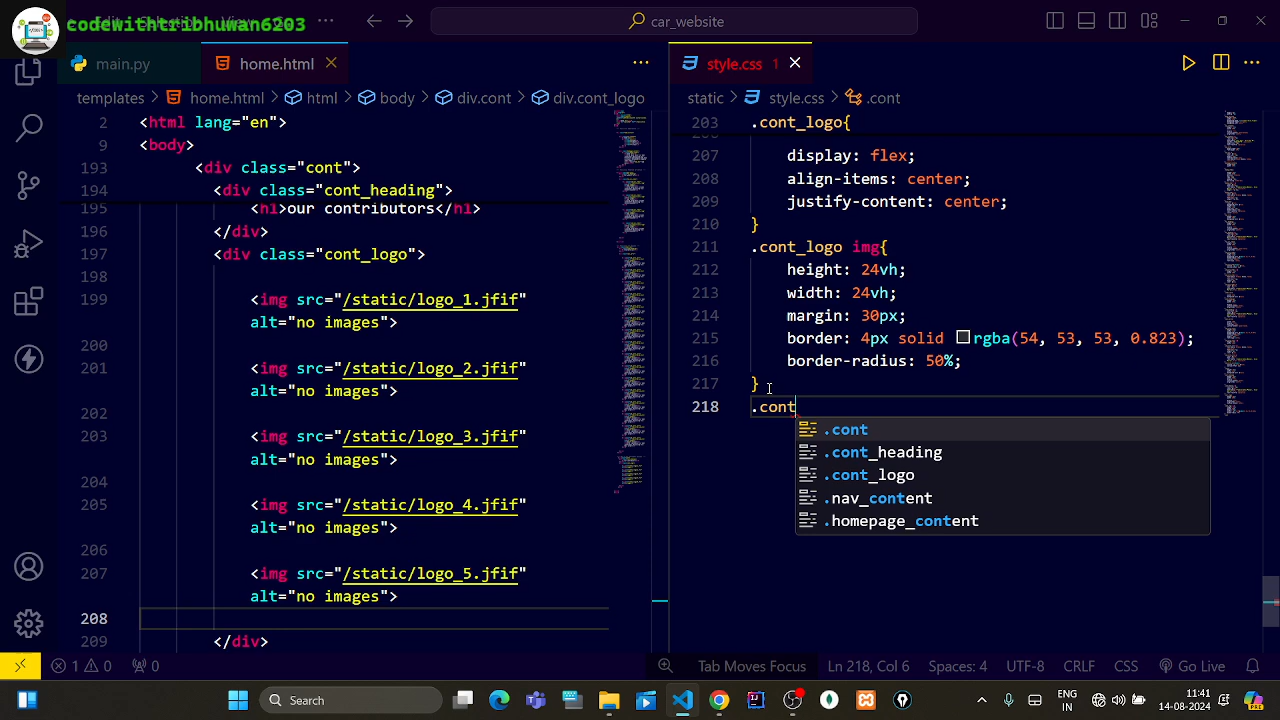 codewithtribhuwan6203
car_website
main.py
home.html
style.css 1
templates > home.html > html > body > div.cont > div.cont_logo
static > style.css > .cont
2 <html lang="en">
9 <body>
193 <div class="cont">
194 <div class="cont_heading">
195 <h1>our contributors</h1>
196 </div>
197 <div class="cont_logo">
198
199 <img src="/static/logo_1.jfif"
alt="no images">
200
201 <img src="/static/logo_2.jfif"
alt="no images">
202
203 <img src="/static/logo_3.jfif"
alt="no images">
204
205 <img src="/static/logo_4.jfif"
alt="no images">
206
207 <img src="/static/logo_5.jfif"
alt="no images">
208
209 </div>
203 .cont_logo{
207 display: flex;
208 align-items: center;
209 justify-content: center;
210 }
211 .cont_logo img{
212 height: 24vh;
213 width: 24vh;
214 margin: 30px;
215 border: 4px solid rgba(54, 53, 53, 0.823);
216 border-radius: 50%;
217 }
218 .cont
.cont
.cont_heading
.cont_logo
.nav_content
.homepage_content
1 0 0
Tab Moves Focus Ln 218, Col 6 Spaces: 4 UTF-8 CRLF CSS Go Live
Search
ENG
IN
11:41
14-08-2024